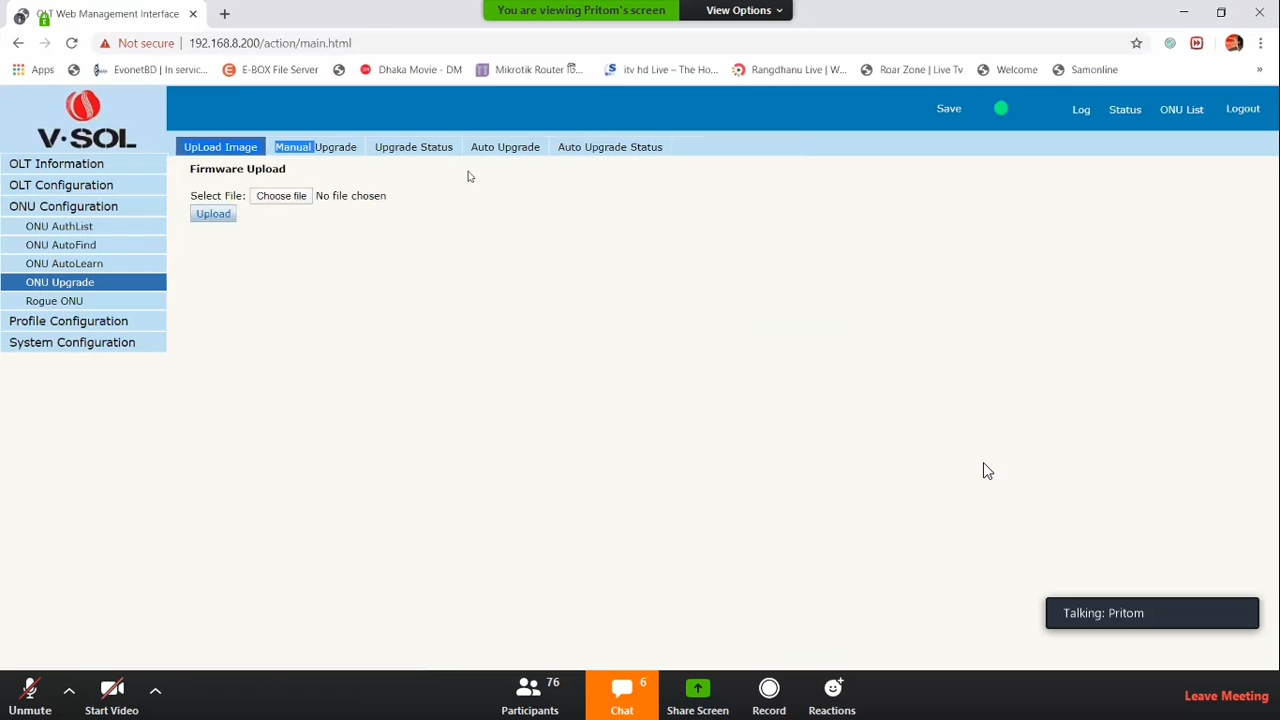 OLT Web Management Interface
You are viewing Pritom's screen
View Options
Not secure
192.168.8.200/action/main.html
Apps
EvonetBD | In servic...
E-BOX File Server
Dhaka Movie - DM
Mikrotik Router ا©...
itv hd Live – The Ho...
Rangdhanu Live | W...
Roar Zone | Live Tv
Welcome
Samonline
»
V·SOL
Save
Log
Status
ONU List
Logout
UpLoad Image
Manual Upgrade
Upgrade Status
Auto Upgrade
Auto Upgrade Status
OLT Information
OLT Configuration
ONU Configuration
ONU AuthList
ONU AutoFind
ONU AutoLearn
ONU Upgrade
Rogue ONU
Profile Configuration
System Configuration
Firmware Upload
Select File: Choose file No file chosen
Upload
Talking: Pritom
Unmute
Start Video
Participants
76
Chat
6
Share Screen
Record
Reactions
Leave Meeting